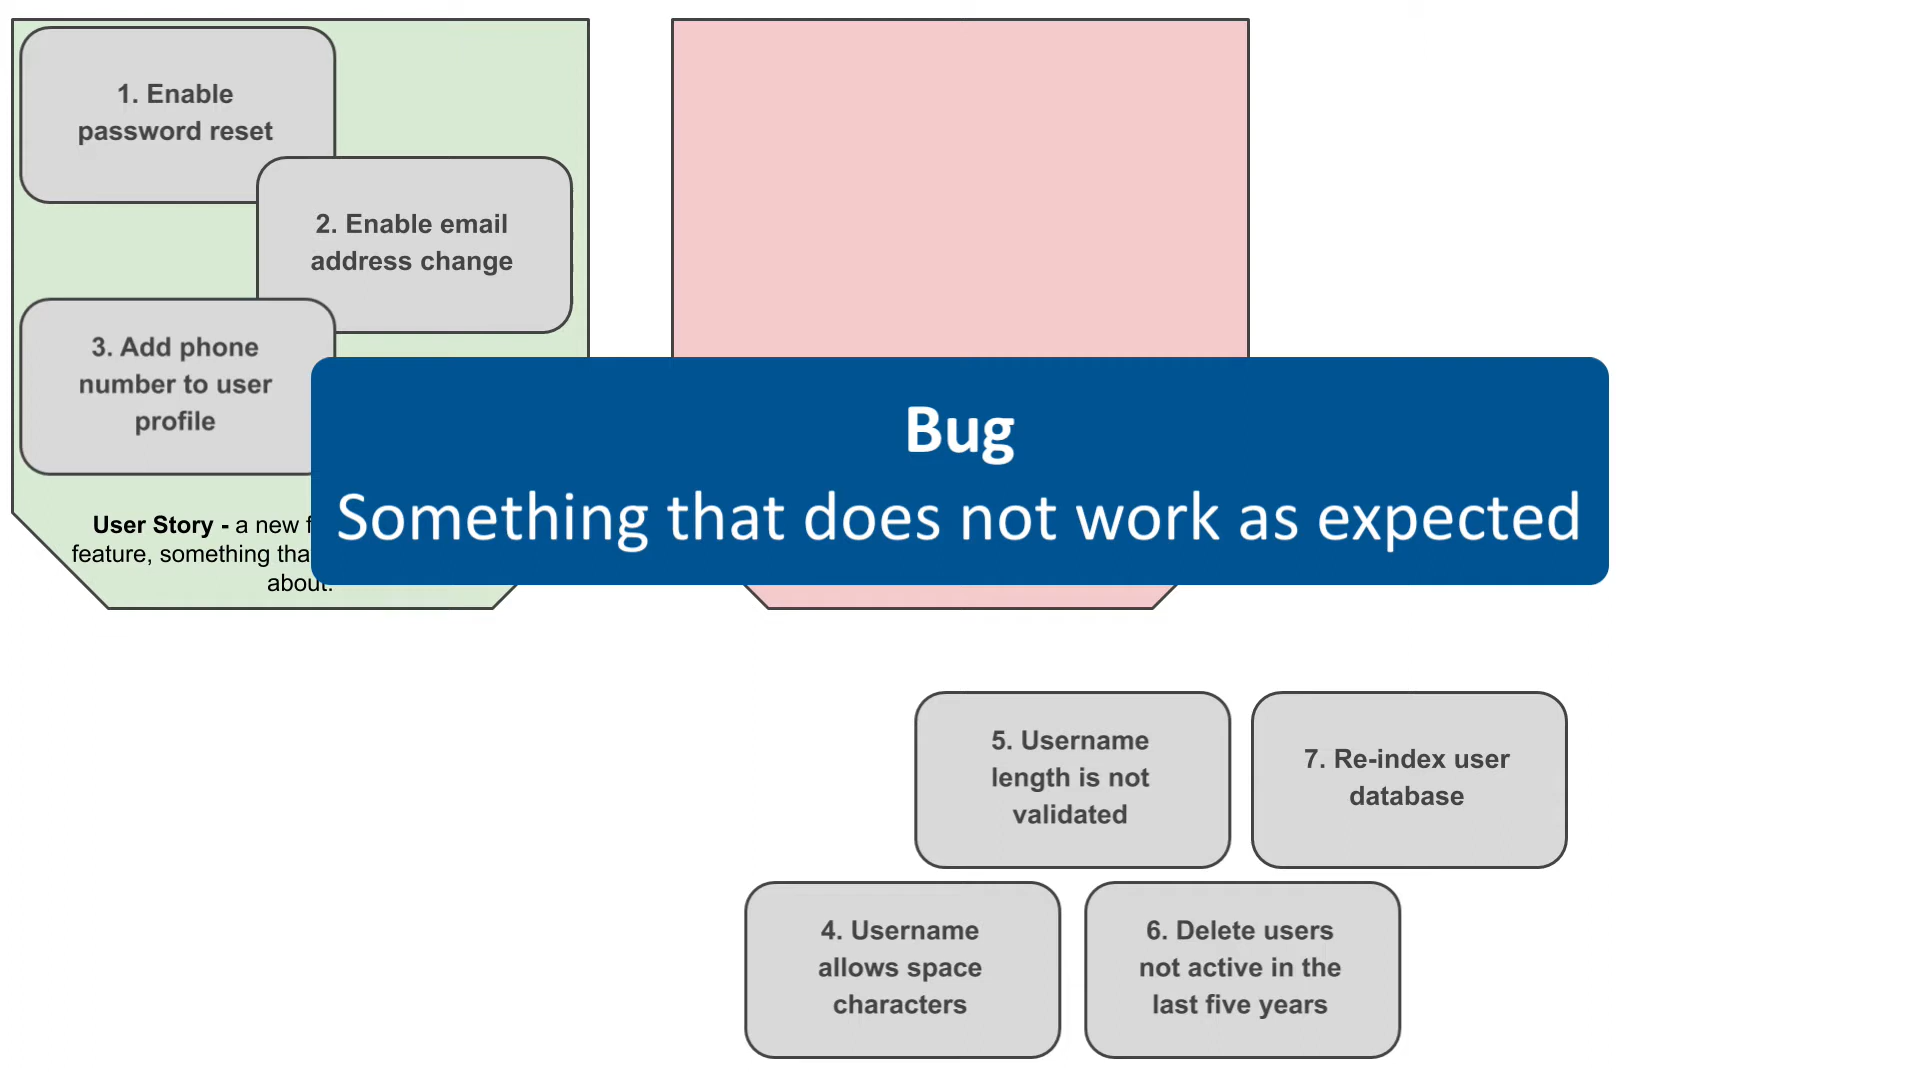 1. Enable
password reset
2. Enable email
address change
3. Add phone
number to user
profile
User Story - a new
feature, something
about.
Bug
Something that does not work as expected
5. Username
length is not
validated
7. Re-index user
database
4. Username
allows space
characters
6. Delete users
not active in the
last five years